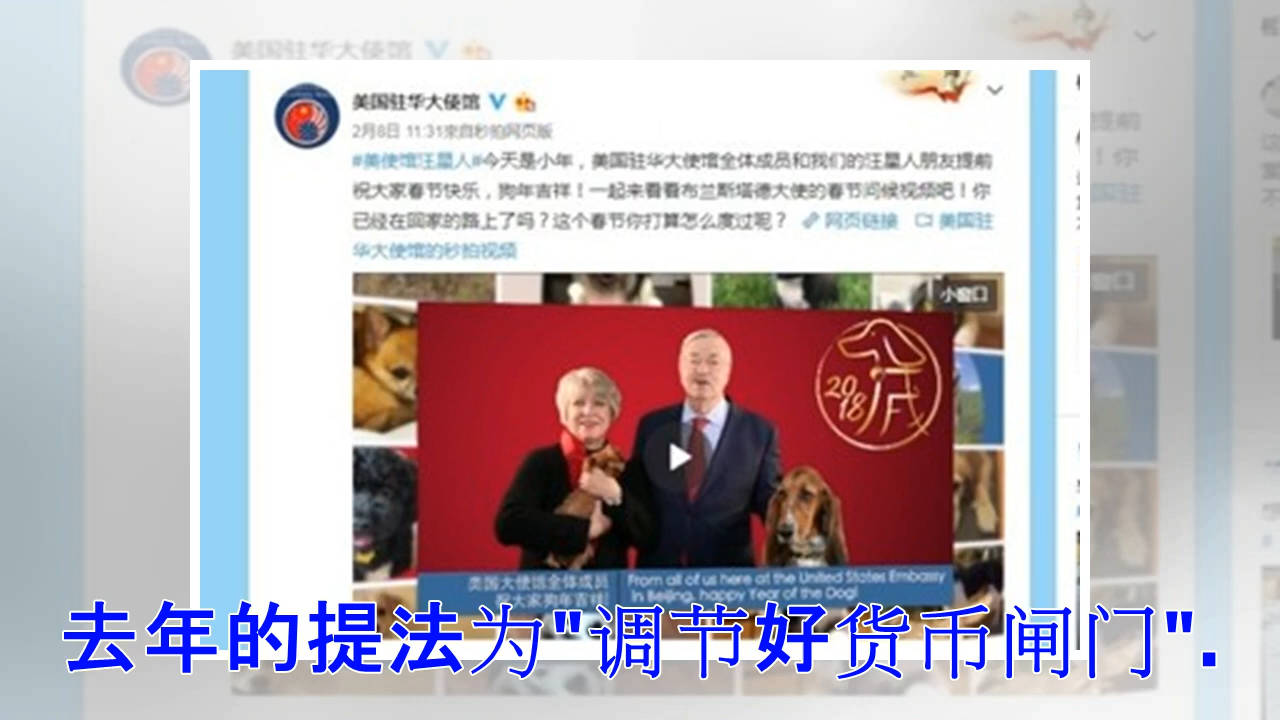 美国驻华大使馆
2月8日 11:31来自秒拍网页版
#美使馆汪星人#今天是小年，美国驻华大使馆全体成员和我们的汪星人朋友提前
祝大家春节快乐，狗年吉祥！一起来看看布兰斯塔德大使的春节问候视频吧！你
已经在回家的路上了吗？这个春节你打算怎么度过呢？ 网页链接 美国驻
华大使馆的秒拍视频
小窗口
2018
美国大使馆全体成员
祝大家狗年吉祥!
From all of us here at the United States Embassy
in Beijing, happy Year of the Dog!
去年的提法为"调节好货币闸门".